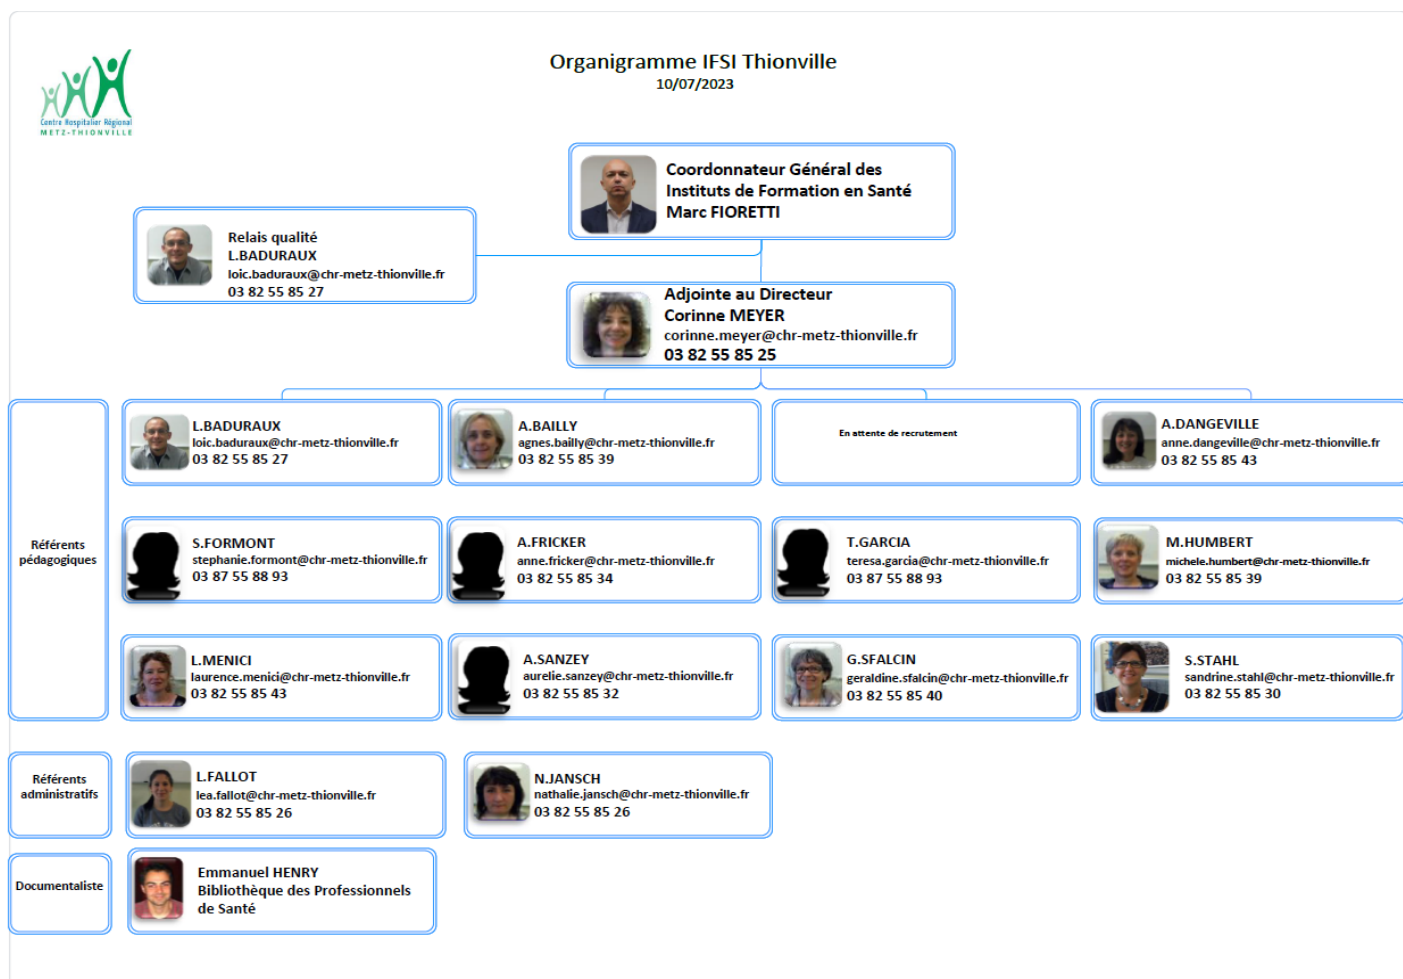 Centre Hospitalier Régional
METZ-THIONVILLE
Organigramme IFSI Thionville
10/07/2023
Coordonnateur Général des
Instituts de Formation en Santé
Marc FIORETTI
Relais qualité
L.BADURAUX
loic.baduraux@chr-metz-thionville.fr
03 82 55 85 27
Adjointe au Directeur
Corinne MEYER
corinne.meyer@chr-metz-thionville.fr
03 82 55 85 25
Référents
pédagogiques
L.BADURAUX
loic.baduraux@chr-metz-thionville.fr
03 82 55 85 27
A.BAILLY
agnes.bailly@chr-metz-thionville.fr
03 82 55 85 39
En attente de recrutement
A.DANGEVILLE
anne.dangeville@chr-metz-thionville.fr
03 82 55 85 43
S.FORMONT
stephanie.formont@chr-metz-thionville.fr
03 87 55 88 93
A.FRICKER
anne.fricker@chr-metz-thionville.fr
03 82 55 85 34
T.GARCIA
teresa.garcia@chr-metz-thionville.fr
03 87 55 88 93
M.HUMBERT
michele.humbert@chr-metz-thionville.fr
03 82 55 85 39
L.MENICI
laurence.menici@chr-metz-thionville.fr
03 82 55 85 43
A.SANZEY
aurelie.sanzey@chr-metz-thionville.fr
03 82 55 85 32
G.SFALCIN
geraldine.sfalcin@chr-metz-thionville.fr
03 82 55 85 40
S.STAHL
sandrine.stahl@chr-metz-thionville.fr
03 82 55 85 30
Référents
administratifs
L.FALLOT
lea.fallot@chr-metz-thionville.fr
03 82 55 85 26
N.JANSCH
nathalie.jansch@chr-metz-thionville.fr
03 82 55 85 26
Documentaliste
Emmanuel HENRY
Bibliothèque des Professionnels
de Santé